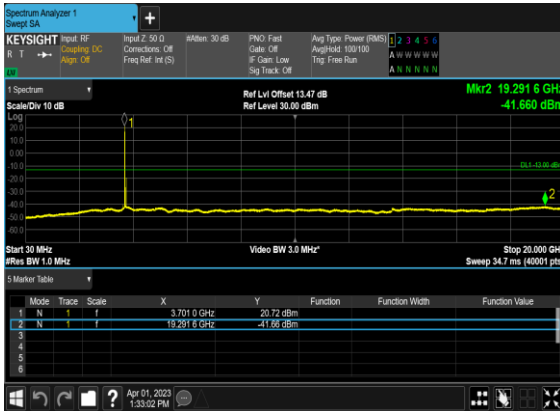 Spectrum Analyzer 1
Swept SA
+
KEYSIGHT Input: RF Input Z: 50 Ω #Atten: 30 dB PNO: Fast Avg Type: Power (RMS) 1 2 3 4 5 6
R T Coupling: DC Corrections: Off Gate: Off Avg|Hold: 100/100 A W W W W W
Align: Off Freq Ref: Int (S) IF Gain: Low Trig: Free Run
Sig Track: Off A N N N N N
1 Spectrum Ref Lvl Offset 13.47 dB Mkr2 19.291 6 GHz
Scale/Div 10 dB Ref Level 30.00 dBm -41.660 dBm
Log
1
20.0
10.0
0.00
-10.0
DL1 -13.00 dBm
-20.0
-30.0
2
-40.0
-50.0
-60.0
Start 30 MHz Video BW 3.0 MHz* Stop 20.000 GHz
#Res BW 1.0 MHz Sweep 34.7 ms (40001 pts)
5 Marker Table
Mode Trace Scale X Y Function Function Width Function Value
1 N 1 f 3.701 0 GHz 20.72 dBm
2 N 1 f 19.291 6 GHz -41.66 dBm
3
4
5
6
? Apr 01, 2023
1:33:02 PM